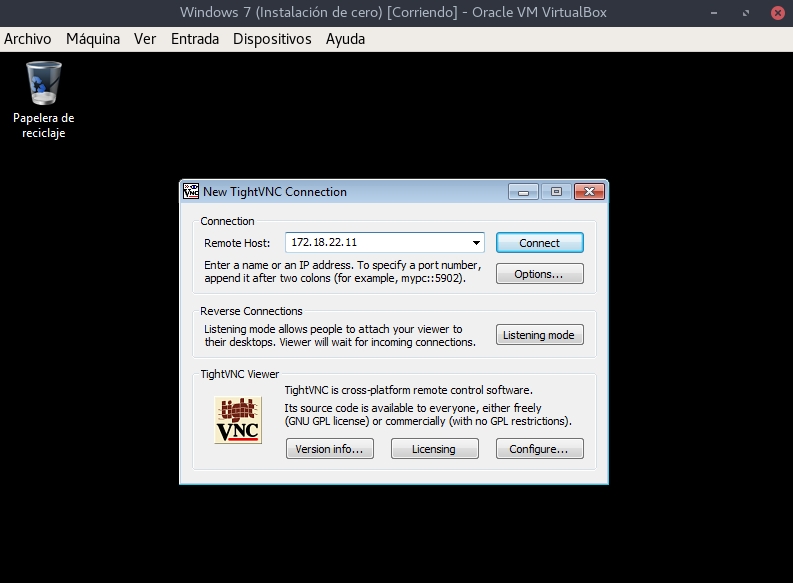 Windows 7 (Instalación de cero) [Corriendo] - Oracle VM VirtualBox
Archivo Máquina Ver Entrada Dispositivos Ayuda
Papelera de
reciclaje
New TightVNC Connection
Connection
Remote Host: 172.18.22.11 Connect
Enter a name or an IP address. To specify a port number,
append it after two colons (for example, mypc::5902).
Options...
Reverse Connections
Listening mode allows people to attach your viewer to
their desktops. Viewer will wait for incoming connections.
Listening mode
TightVNC Viewer
TightVNC is cross-platform remote control software.
Its source code is available to everyone, either freely
(GNU GPL license) or commercially (with no GPL restrictions).
tight
VNC
Version info... Licensing Configure...